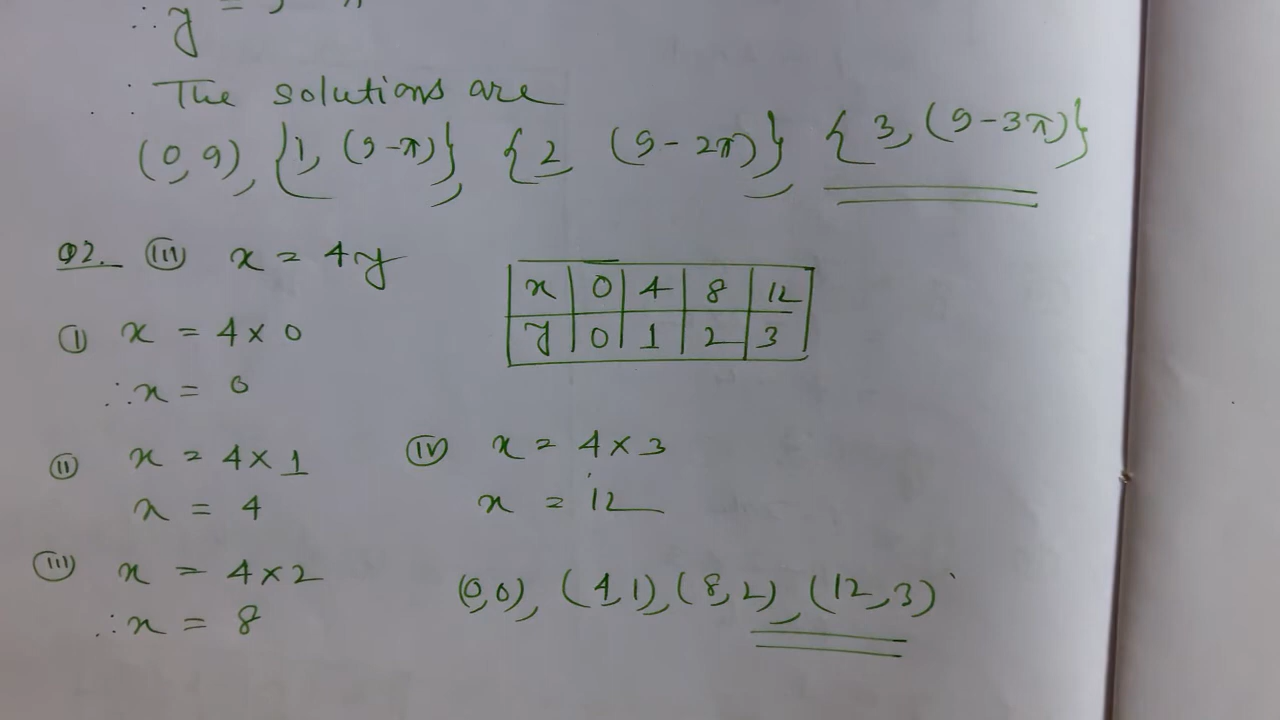 ∴ y =
∴ The solutions are
(0, 9), {1, (9-π)}, {2, (9-2π)}, {3, (9-3π)}
Q2. (iii) x = 4y
x | 0 | 4 | 8 | 12
y | 0 | 1 | 2 | 3
(i) x = 4 × 0
∴ x = 0
(ii) x = 4 × 1
x = 4
(iii) x = 4 × 2
∴ x = 8
(iv) x = 4 × 3
x = 12
(0, 0), (4, 1), (8, 2), (12, 3)